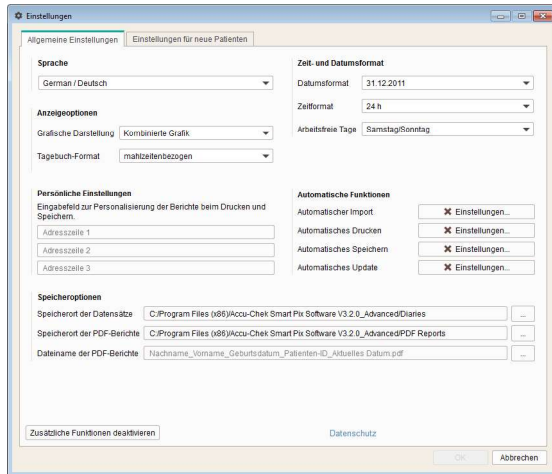 Einstellungen
Allgemeine Einstellungen
Einstellungen für neue Patienten
Sprache
German / Deutsch
Anzeigeoptionen
Grafische Darstellung
Kombinierte Grafik
Tagebuch-Format
mahlzeitenbezogen
Zeit- und Datumsformat
Datumsformat
31.12.2011
Zeitformat
24 h
Arbeitsfreie Tage
Samstag/Sonntag
Persönliche Einstellungen
Eingabefeld zur Personalisierung der Berichte beim Drucken und
Speichern.
Adresszeile 1
Adresszeile 2
Adresszeile 3
Automatische Funktionen
Automatischer Import
Einstellungen...
Automatisches Drucken
Einstellungen...
Automatisches Speichern
Einstellungen...
Automatisches Update
Einstellungen...
Speicheroptionen
Speicherort der Datensätze
C:/Program Files (x86)/Accu-Chek Smart Pix Software V3.2.0_Advanced/Diaries
...
Speicherort der PDF-Berichte
C:/Program Files (x86)/Accu-Chek Smart Pix Software V3.2.0_Advanced/PDF Reports
...
Dateiname der PDF-Berichte
Nachname_Vorname_Geburtsdatum_Patienten-ID_Aktuelles Datum.pdf
...
Zusätzliche Funktionen deaktivieren
Datenschutz
OK
Abbrechen